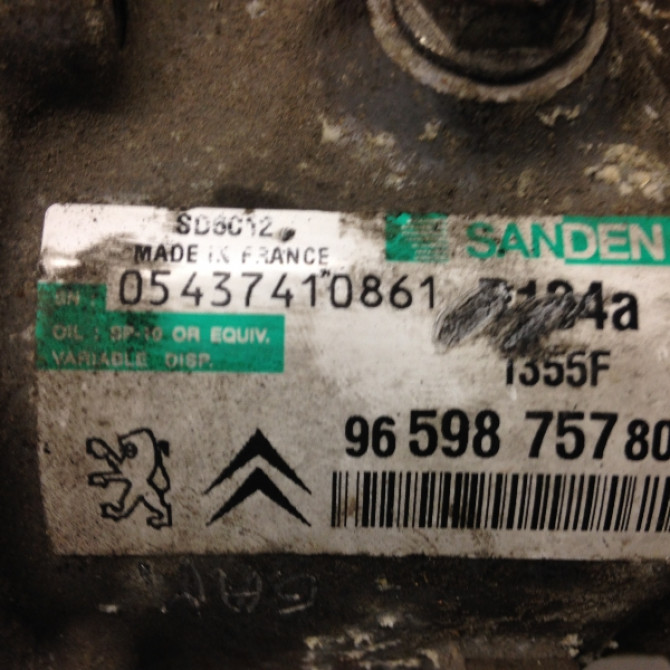 SD6C12
MADE IN FRANCE
SANDEN
SN: 05437410861
OIL : SP-10 OR EQUIV.
VARIABLE DISP.
1355F
96 598 757 80